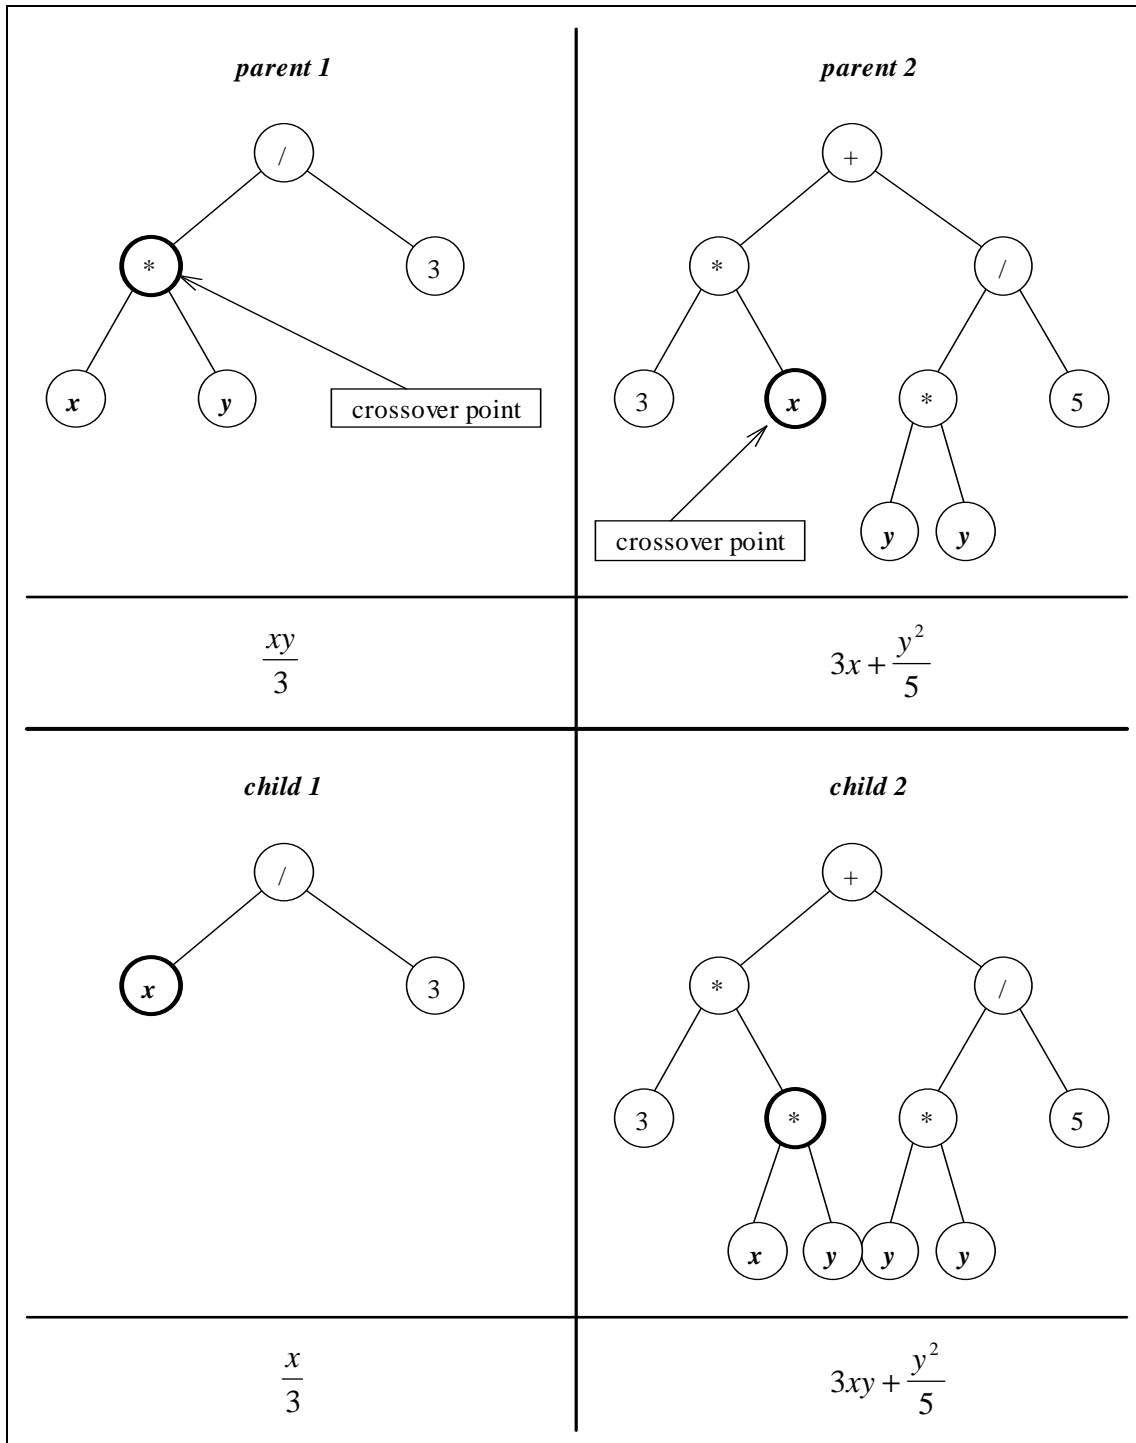 parent 1
/
*
3
x
y
crossover point
parent 2
+
*
/
3
x
*
5
y
y
crossover point
xy
3
3x + y²
5
child 1
/
x
3
child 2
+
*
/
3
*
*
5
x
y
y
y
x
3
3xy + y²
5